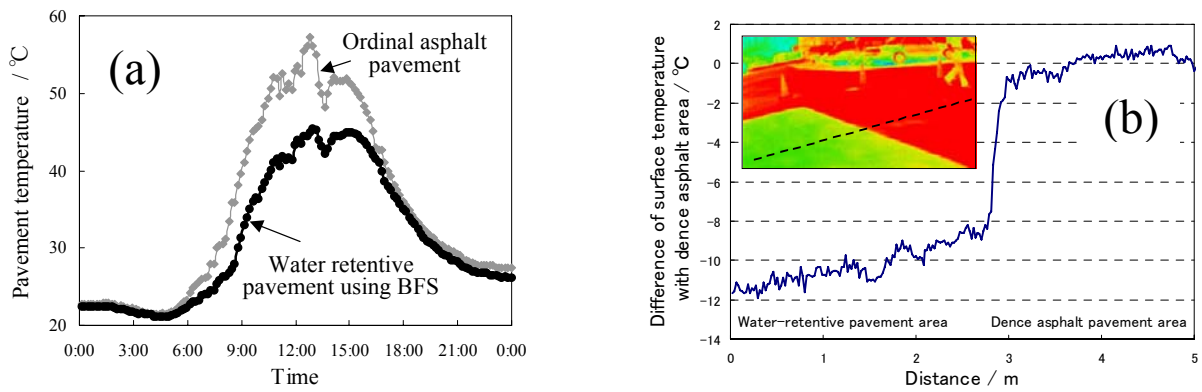 60
50
40
30
20
Pavement temperature / ℃
(a)
Ordinal asphalt
pavement
Water retentive
pavement using BFS
0:00 3:00 6:00 9:00 12:00 15:00 18:00 21:00 0:00
Time
2
0
-2
-4
-6
-8
-10
-12
-14
Difference of surface temperature
with dence asphalt area / ℃
(b)
Water-retentive pavement area
Dence asphalt pavement area
0 1 2 3 4 5
Distance / m